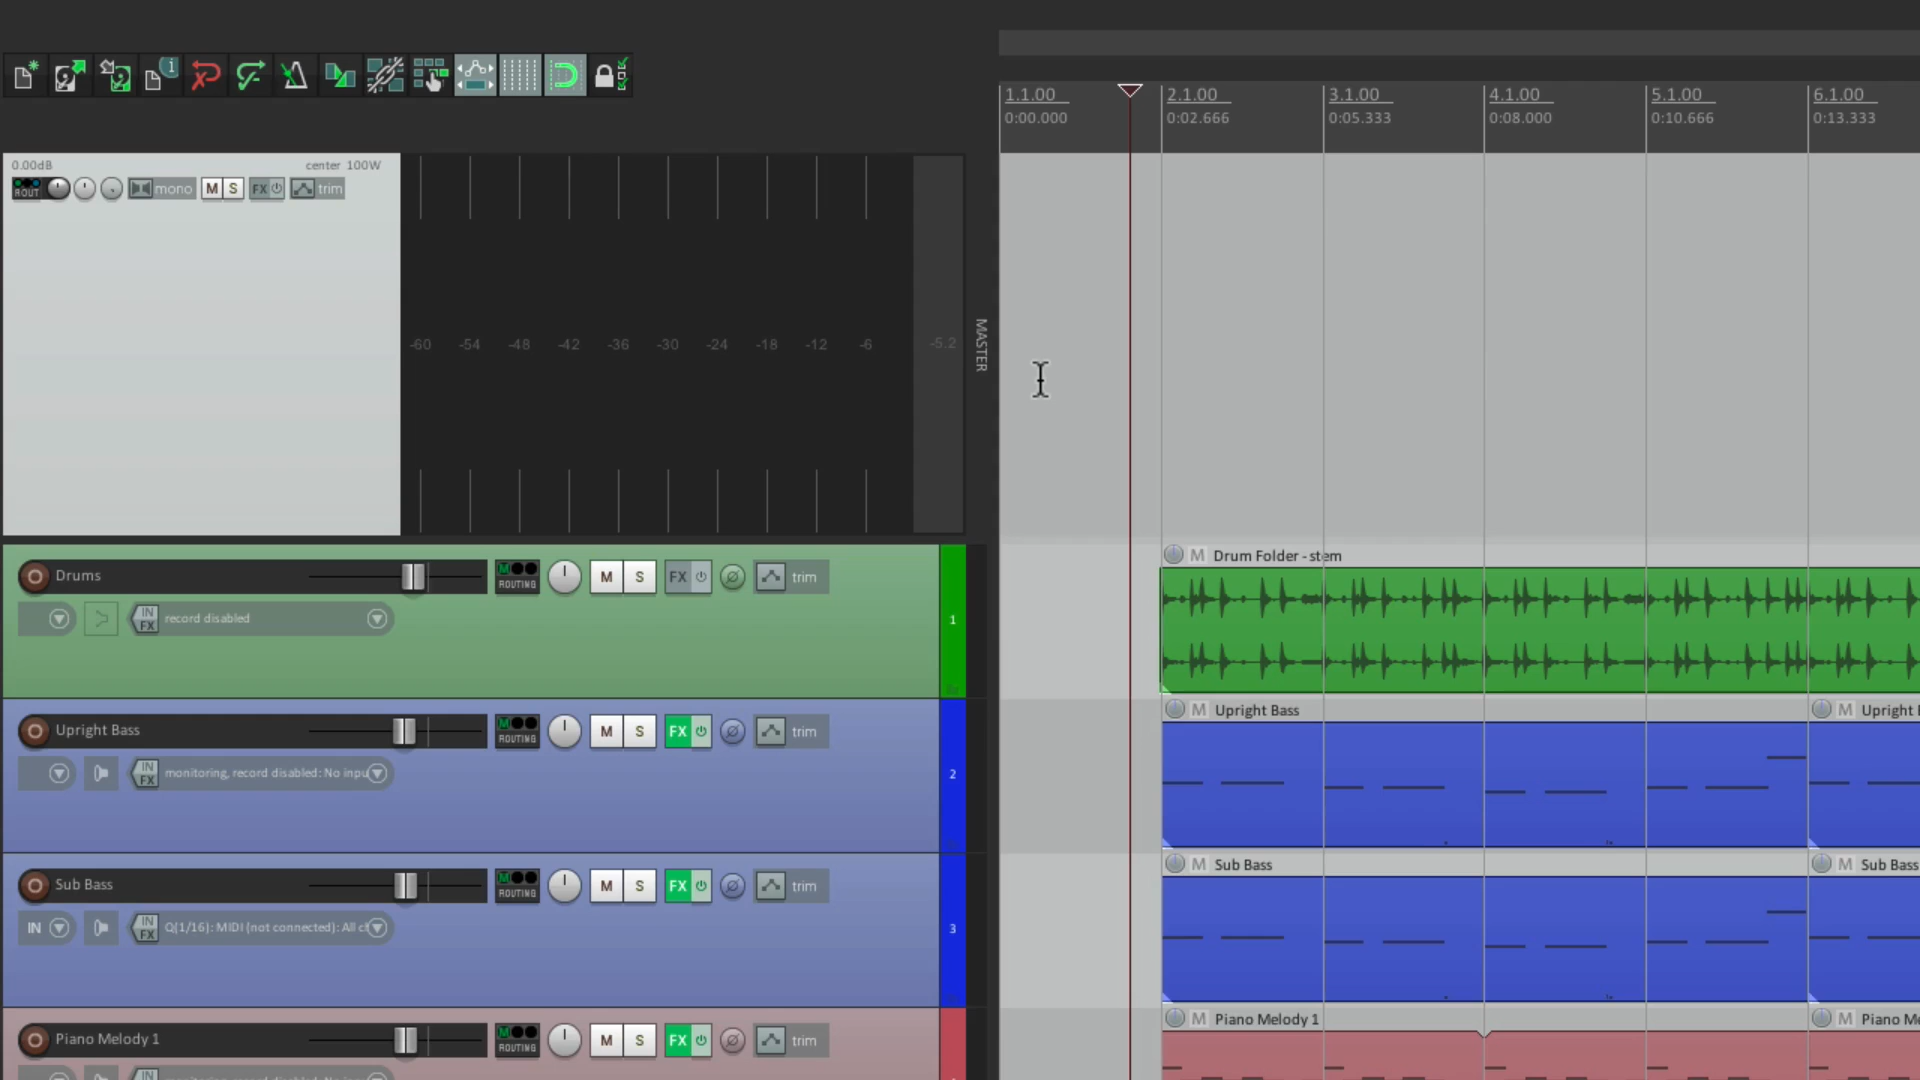 1.1.00 2.1.00 3.1.00 4.1.00 5.1.00 6.1.00
0:00.000 0:02.666 0:05.333 0:08.000 0:10.666 0:13.333
0.00dB center 100W
ROUT mono M S FX trim
-60 -54 -48 -42 -36 -30 -24 -18 -12 -6 -5.2
MASTER
M Drum Folder - stem
Drums ROUTING M S FX trim
IN FX record disabled
1
M Upright Bass M Upright B
Upright Bass ROUTING M S FX trim
IN FX monitoring, record disabled: No inpu
2
M Sub Bass M Sub Bass
Sub Bass ROUTING M S FX trim
IN IN FX Q(1/16): MIDI (not connected): All ch
3
M Piano Melody 1 M Piano Me
Piano Melody 1 ROUTING M S FX trim